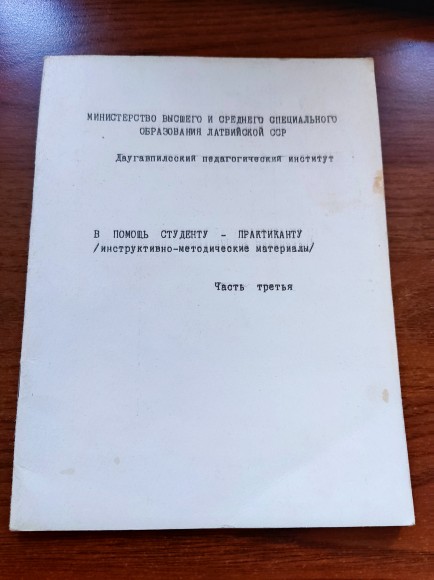 МИНИСТЕРСТВО ВЫСШЕГО И СРЕДНЕГО СПЕЦИАЛЬНОГО
ОБРАЗОВАНИЯ ЛАТВИЙСКОЙ ССР
Даугавпилсский педагогический институт
В ПОМОЩЬ СТУДЕНТУ - ПРАКТИКАНТУ
/инструктивно-методические материалы/
Часть третья